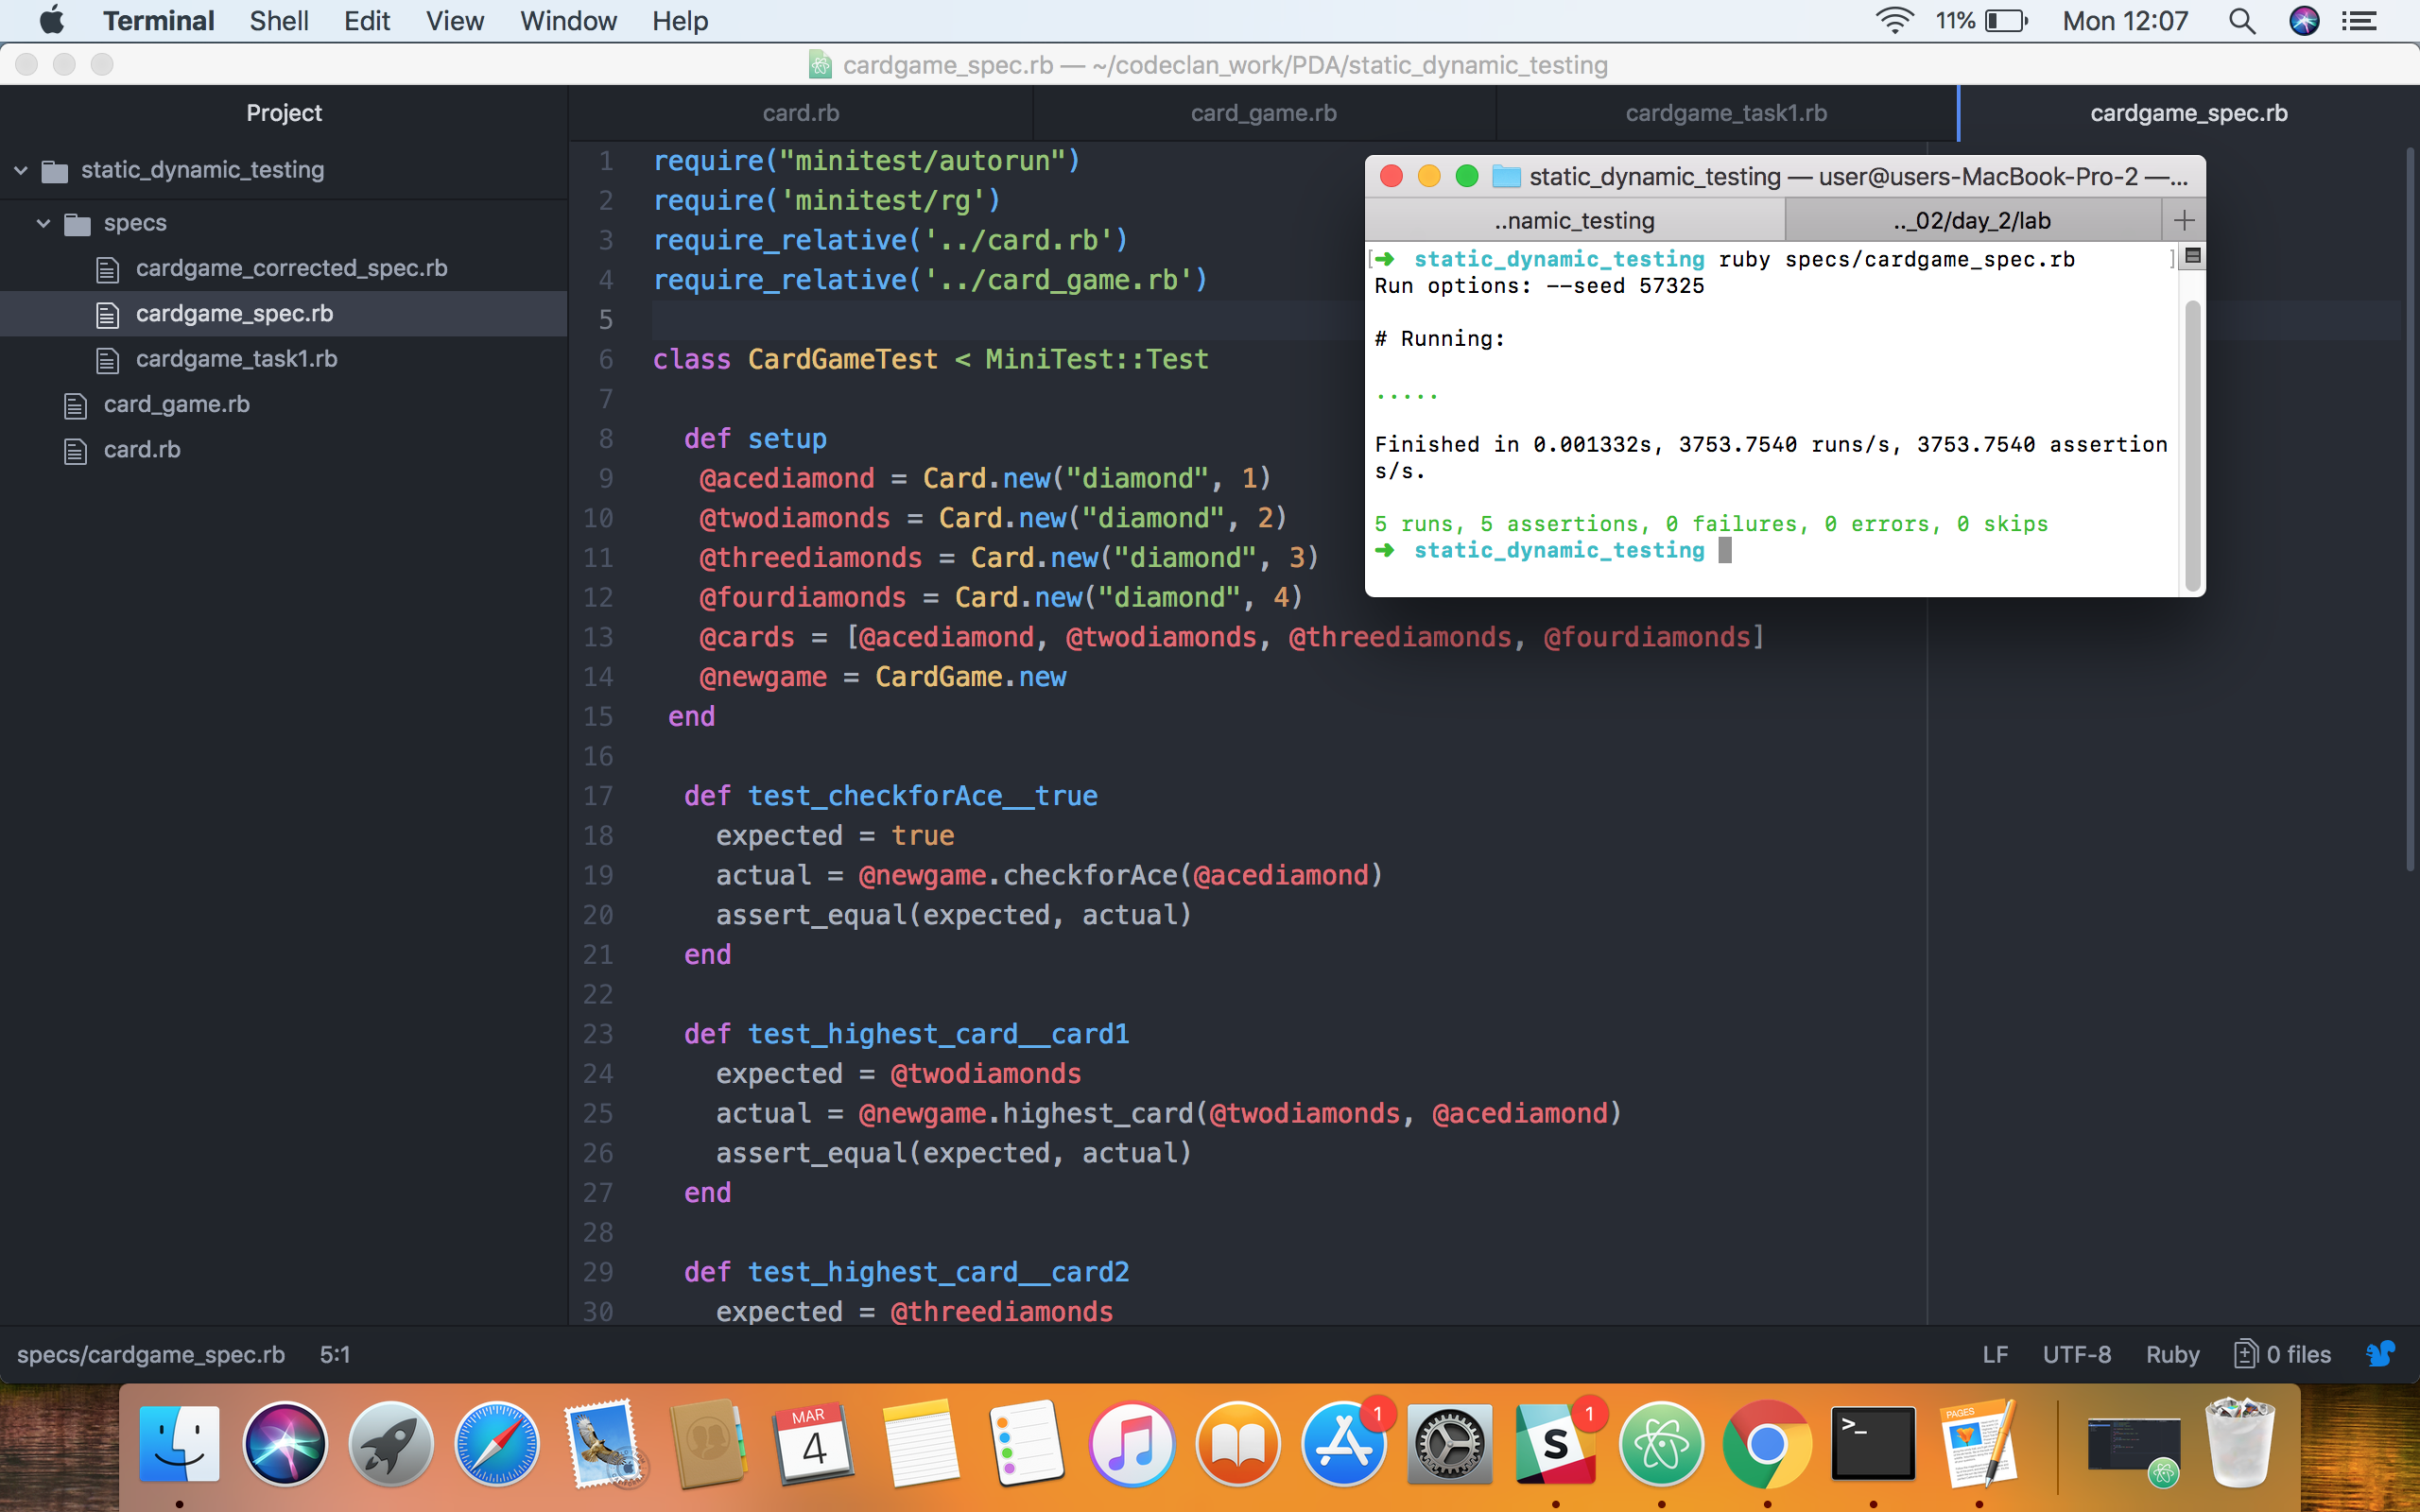 Terminal Shell Edit View Window Help 11% Mon 12:07
cardgame_spec.rb — ~/codeclan_work/PDA/static_dynamic_testing
Project
static_dynamic_testing
specs
cardgame_corrected_spec.rb
cardgame_spec.rb
cardgame_task1.rb
card_game.rb
card.rb
card.rb card_game.rb cardgame_task1.rb cardgame_spec.rb
1 require("minitest/autorun")
2 require('minitest/rg')
3 require_relative('../card.rb')
4 require_relative('../card_game.rb')
5
6 class CardGameTest < MiniTest::Test
7
8 def setup
9 @acediamond = Card.new("diamond", 1)
10 @twodiamonds = Card.new("diamond", 2)
11 @threediamonds = Card.new("diamond", 3)
12 @fourdiamonds = Card.new("diamond", 4)
13 @cards = [@acediamond, @twodiamonds, @threediamonds, @fourdiamonds]
14 @newgame = CardGame.new
15 end
16
17 def test_checkforAce__true
18 expected = true
19 actual = @newgame.checkforAce(@acediamond)
20 assert_equal(expected, actual)
21 end
22
23 def test_highest_card__card1
24 expected = @twodiamonds
25 actual = @newgame.highest_card(@twodiamonds, @acediamond)
26 assert_equal(expected, actual)
27 end
28
29 def test_highest_card__card2
30 expected = @threediamonds
static_dynamic_testing — user@users-MacBook-Pro-2 —...
..namic_testing .._02/day_2/lab +
[➜ static_dynamic_testing ruby specs/cardgame_spec.rb ]
Run options: --seed 57325
# Running:
.....
Finished in 0.001332s, 3753.7540 runs/s, 3753.7540 assertion
s/s.
5 runs, 5 assertions, 0 failures, 0 errors, 0 skips
➜ static_dynamic_testing
specs/cardgame_spec.rb 5:1 LF UTF-8 Ruby 0 files
MAR
4
1
S
1
>_
PAGES